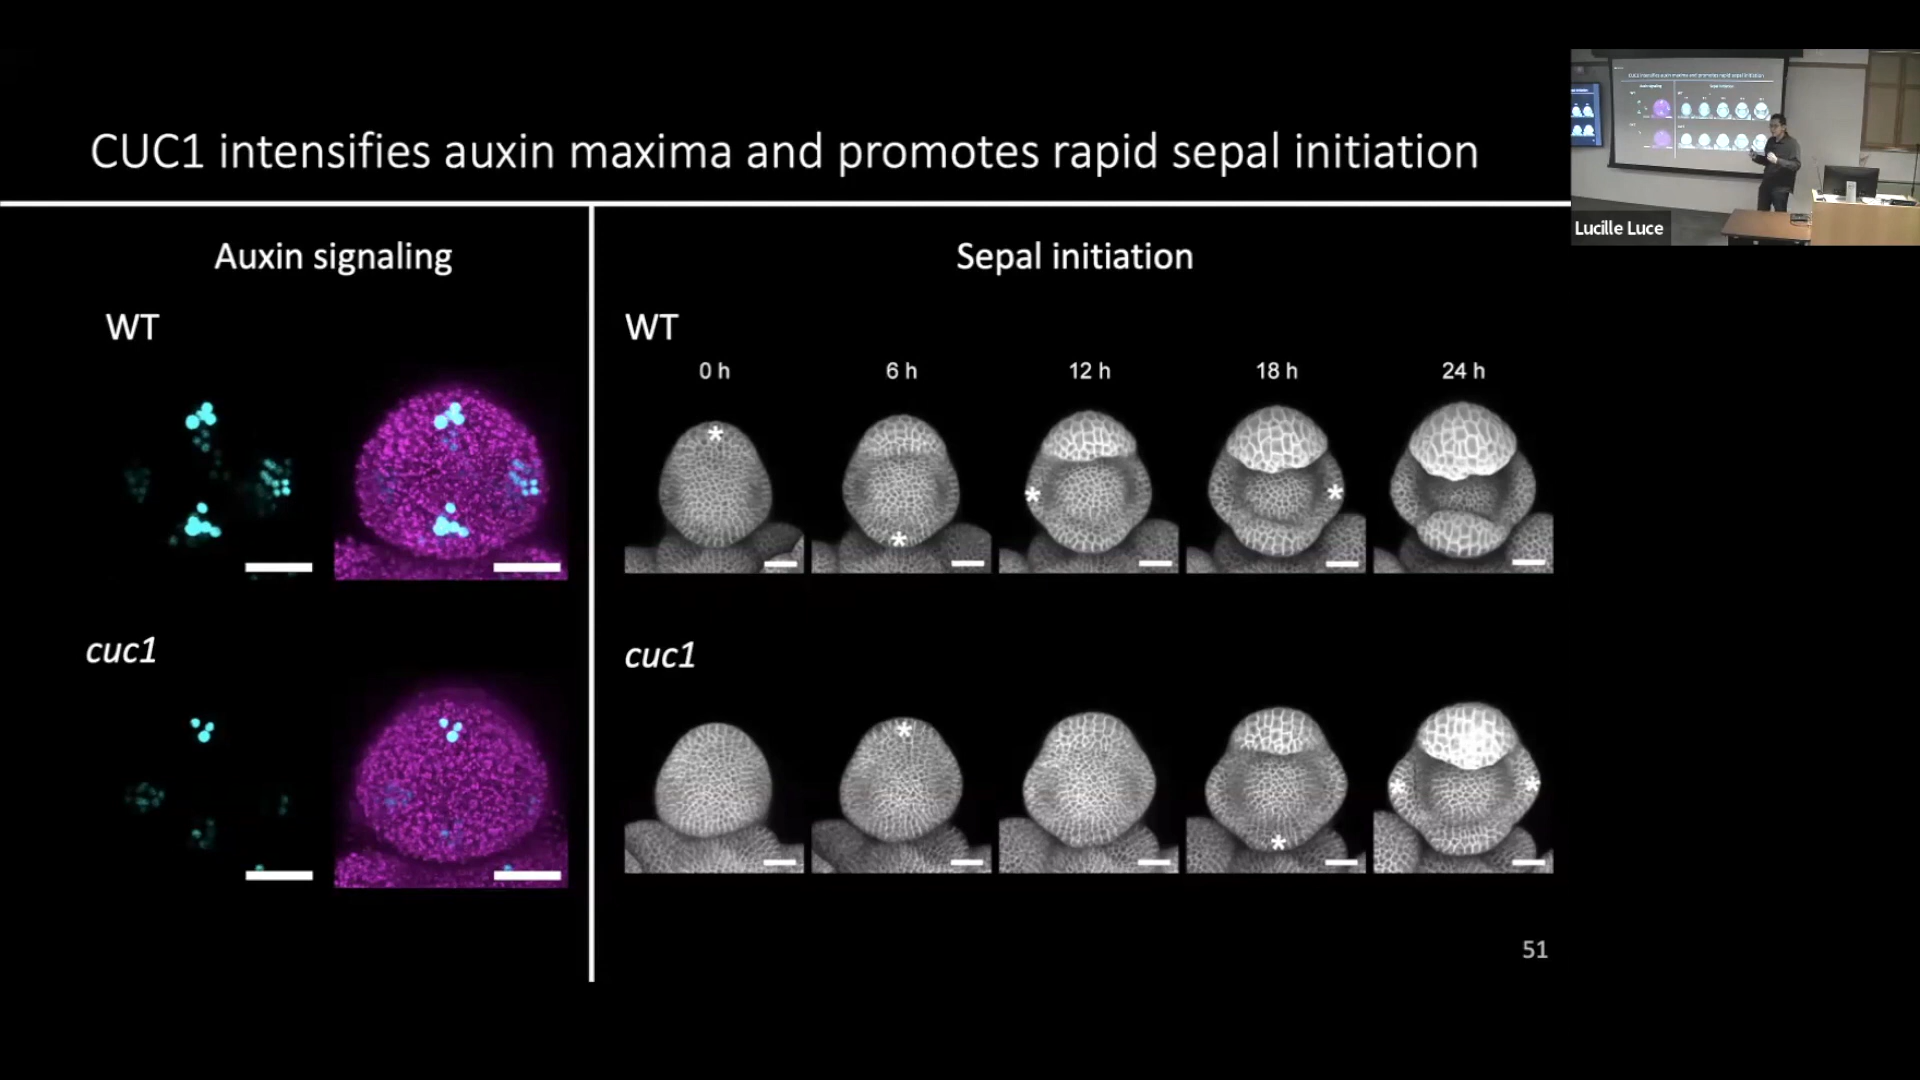 CUC1 intensifies auxin maxima and promotes rapid sepal initiation
Lucille Luce
Auxin signaling
Sepal initiation
WT
WT
0 h
6 h
12 h
18 h
24 h
*
*
*
*
cuc1
cuc1
*
*
*
*
51